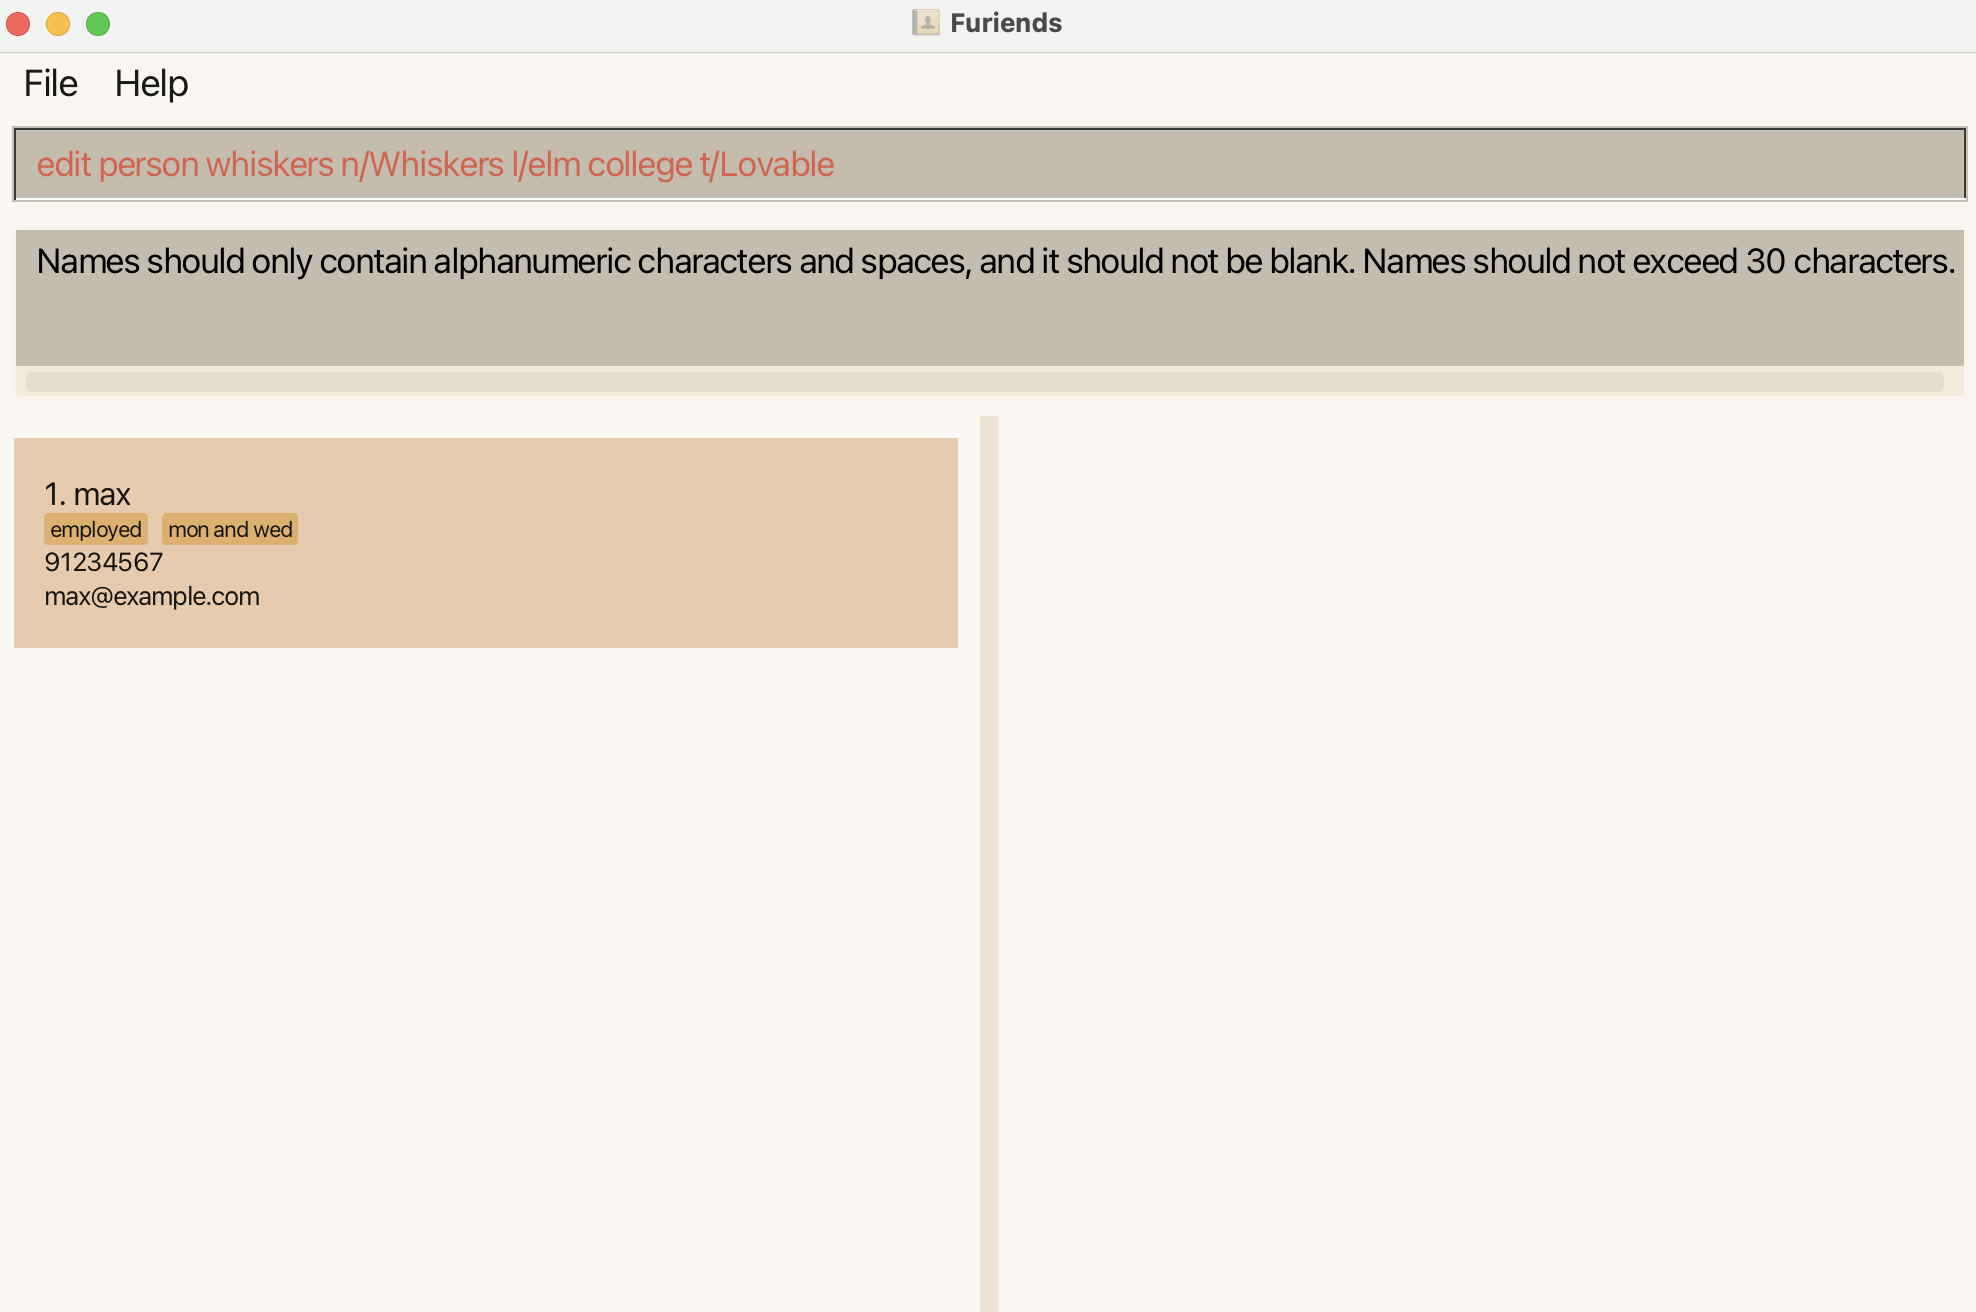 Furiends
File Help
edit person whiskers n/Whiskers l/elm college t/Lovable
Names should only contain alphanumeric characters and spaces, and it should not be blank. Names should not exceed 30 characters.
1. max
employed mon and wed
91234567
max@example.com